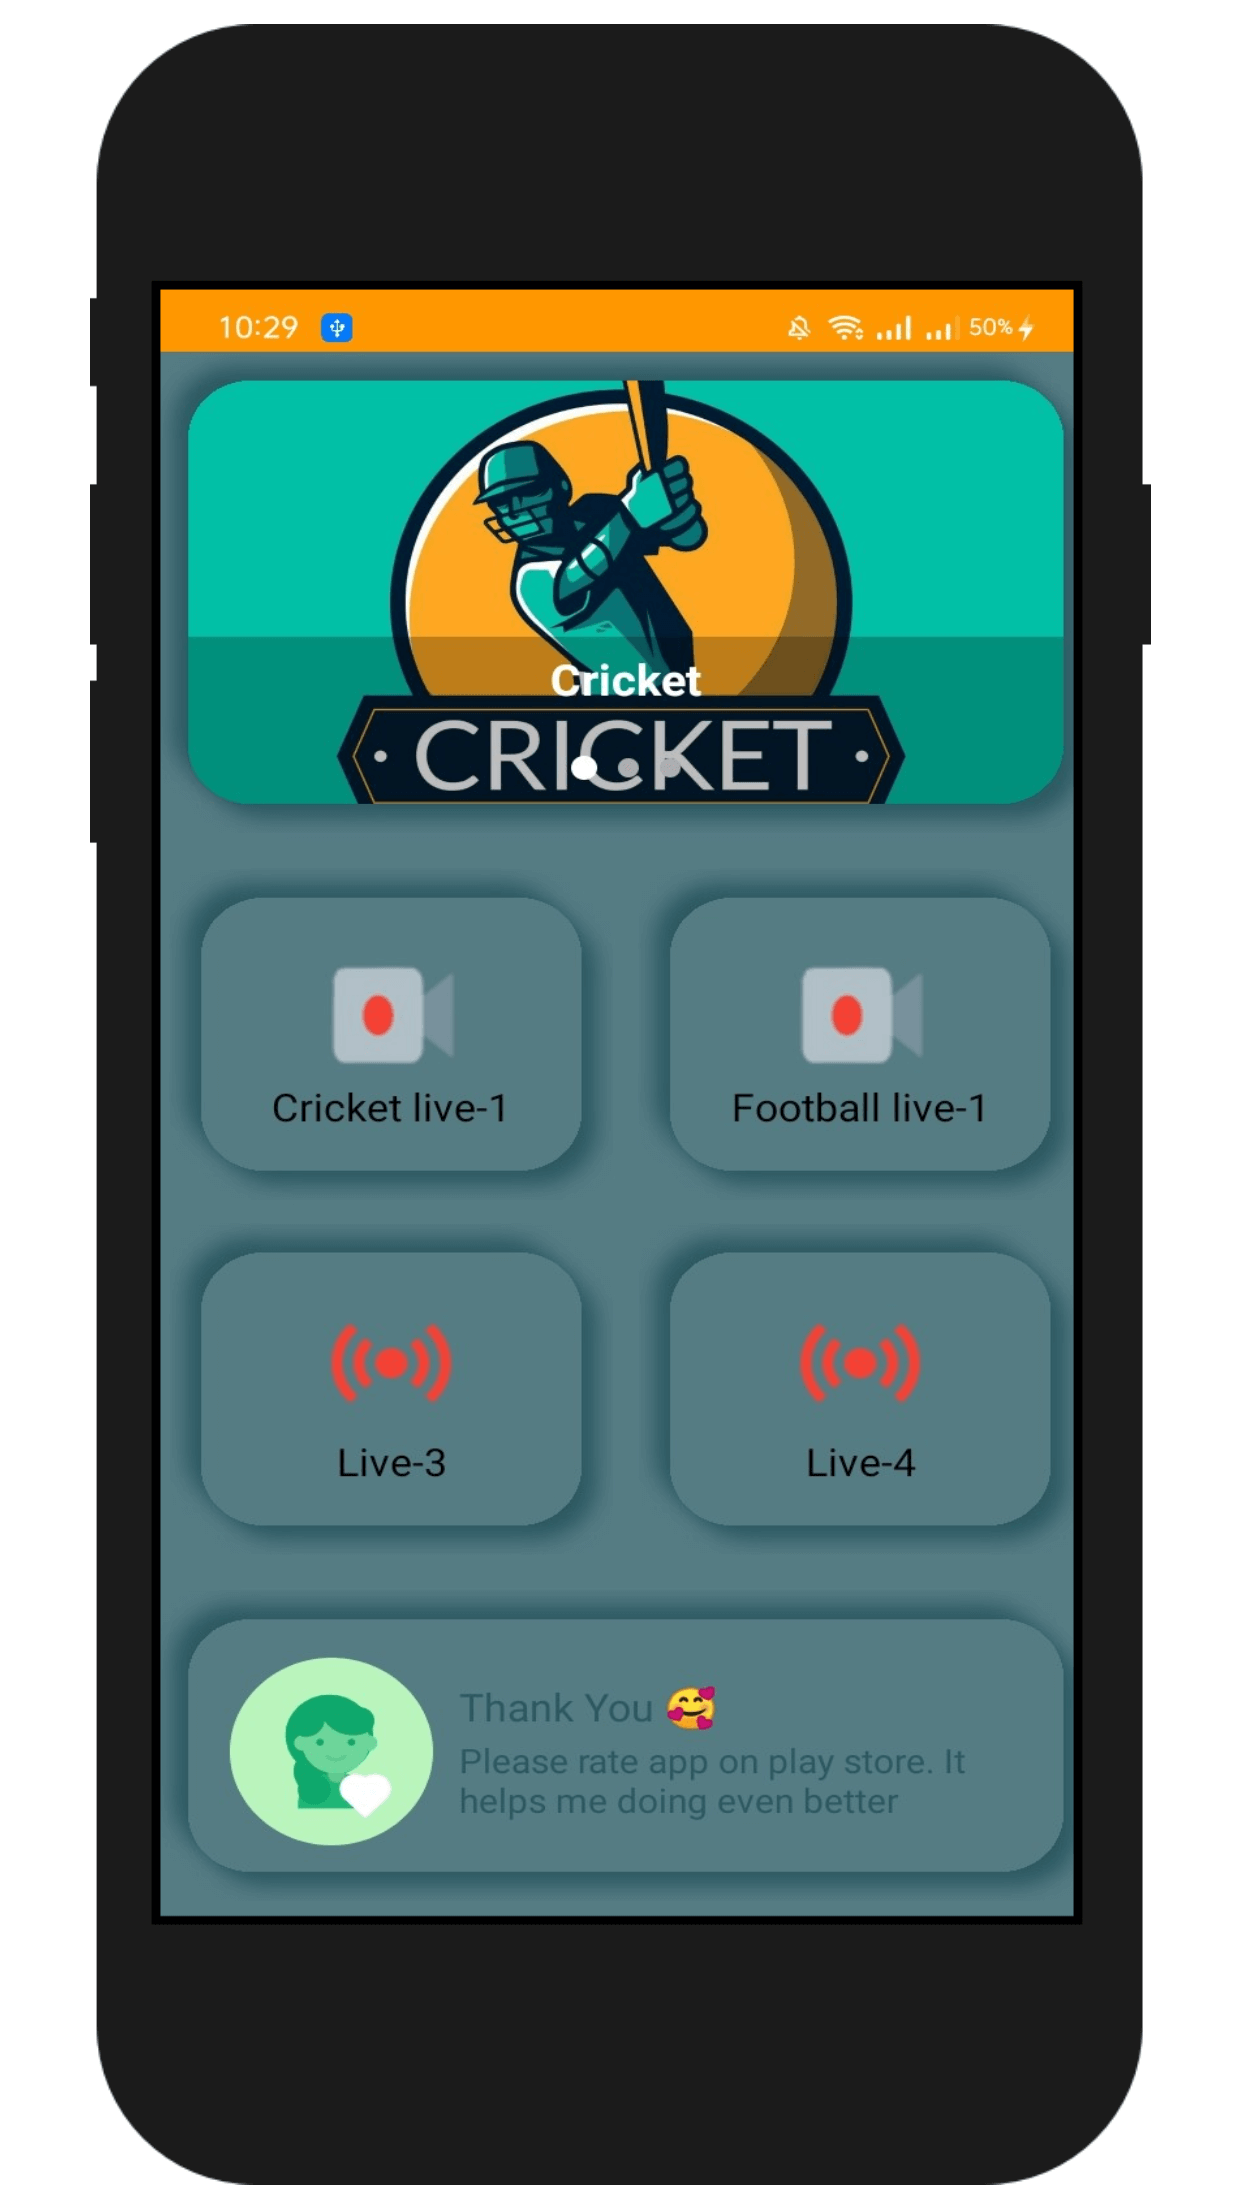 10:29
50%
Cricket
CRICKET
Cricket live-1
Football live-1
Live-3
Live-4
Thank You 🥰
Please rate app on play store. It
helps me doing even better